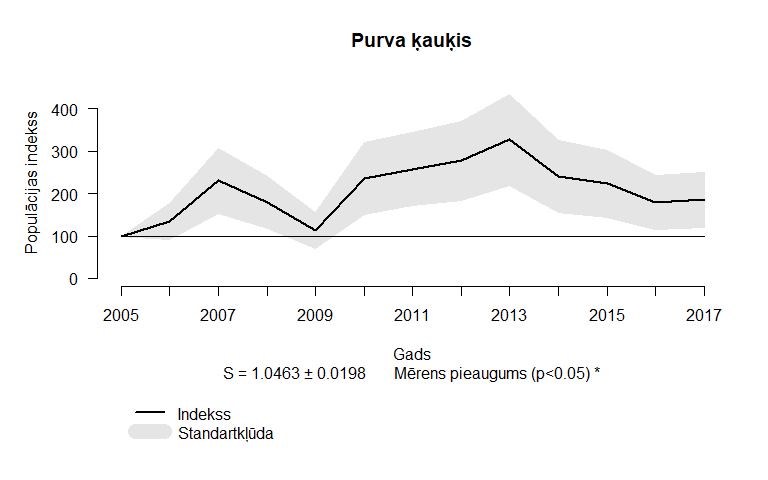 Purva ķauķis
Populācijas indekss
400
300
200
100
0
2005 2007 2009 2011 2013 2015 2017
Gads
S = 1.0463 ± 0.0198 Mērens pieaugums (p<0.05) *
Indekss
Standartkļūda